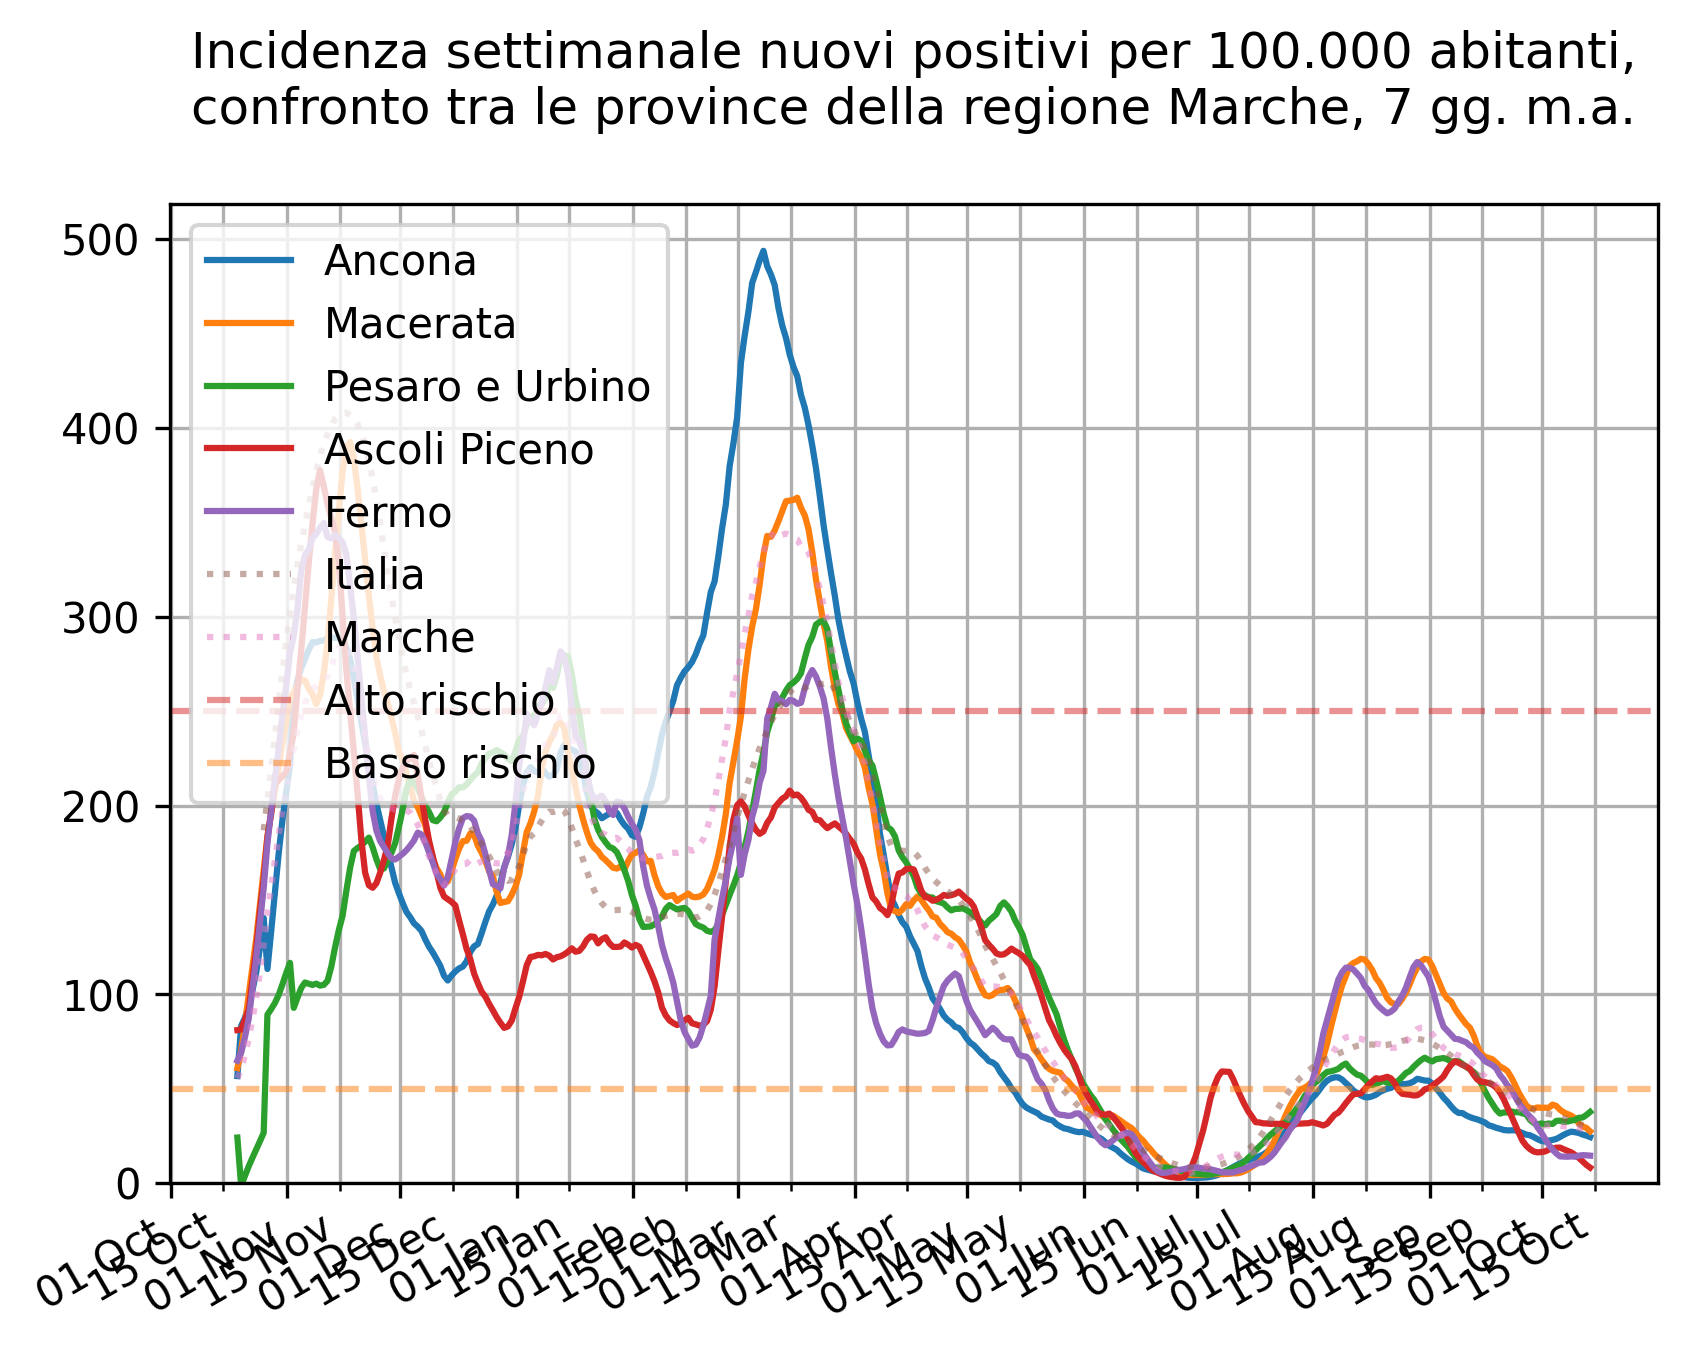 Incidenza settimanale nuovi positivi per 100.000 abitanti,
confronto tra le province della regione Marche, 7 gg. m.a.
500
400
300
200
100
0
Ancona
Macerata
Pesaro e Urbino
Ascoli Piceno
Fermo
Italia
Marche
Alto rischio
Basso rischio
01 Oct
15 Oct
01 Nov
15 Nov
01 Dec
15 Dec
01 Jan
15 Jan
01 Feb
15 Feb
01 Mar
15 Mar
01 Apr
15 Apr
01 May
15 May
01 Jun
15 Jun
01 Jul
15 Jul
01 Aug
15 Aug
01 Sep
15 Sep
01 Oct
15 Oct